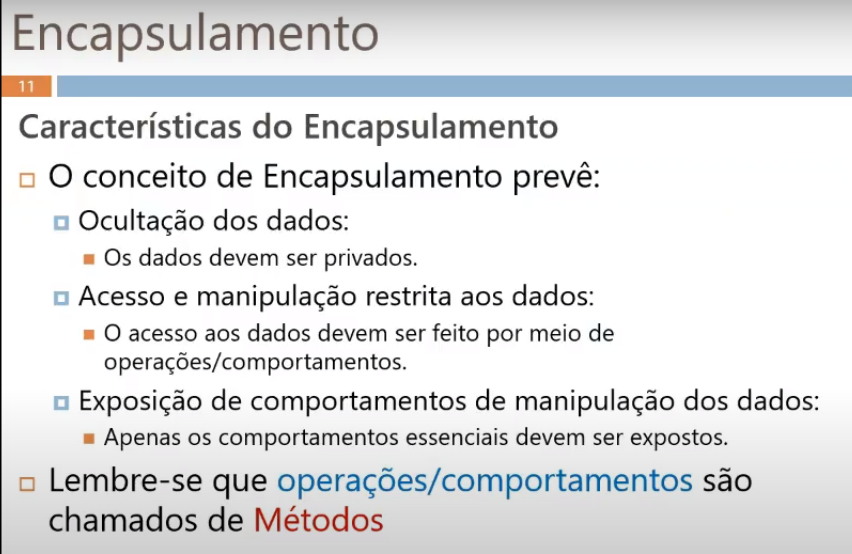 Encapsulamento
11
Características do Encapsulamento
O conceito de Encapsulamento prevê:
Ocultação dos dados:
Os dados devem ser privados.
Acesso e manipulação restrita aos dados:
O acesso aos dados devem ser feito por meio de
operações/comportamentos.
Exposição de comportamentos de manipulação dos dados:
Apenas os comportamentos essenciais devem ser expostos.
Lembre-se que operações/comportamentos são
chamados de Métodos